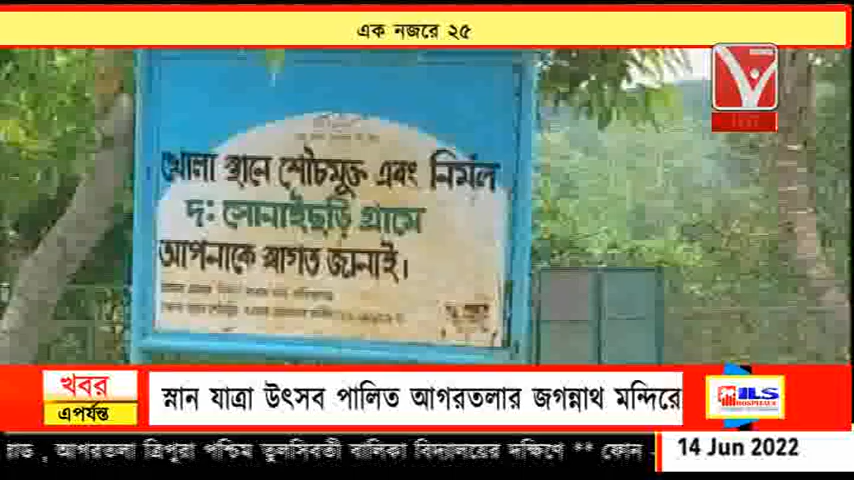 এক নজরে ২৫
খোলা স্থানে শৌচমুক্ত এবং নির্মল
দঃ সোনাইছড়ি গ্রামে
আপনাকে স্বাগত জানাই।
খবর
এপর্যন্ত
স্নান যাত্রা উৎসব পালিত আগরতলার জগন্নাথ মন্দিরে
ILS
HOSPITALS
আগরতলা ত্রিপুরা পশ্চিম তুলসিবতী বালিকা বিদ্যালয়ের দক্ষিণে ** ফোন -
14 Jun 2022